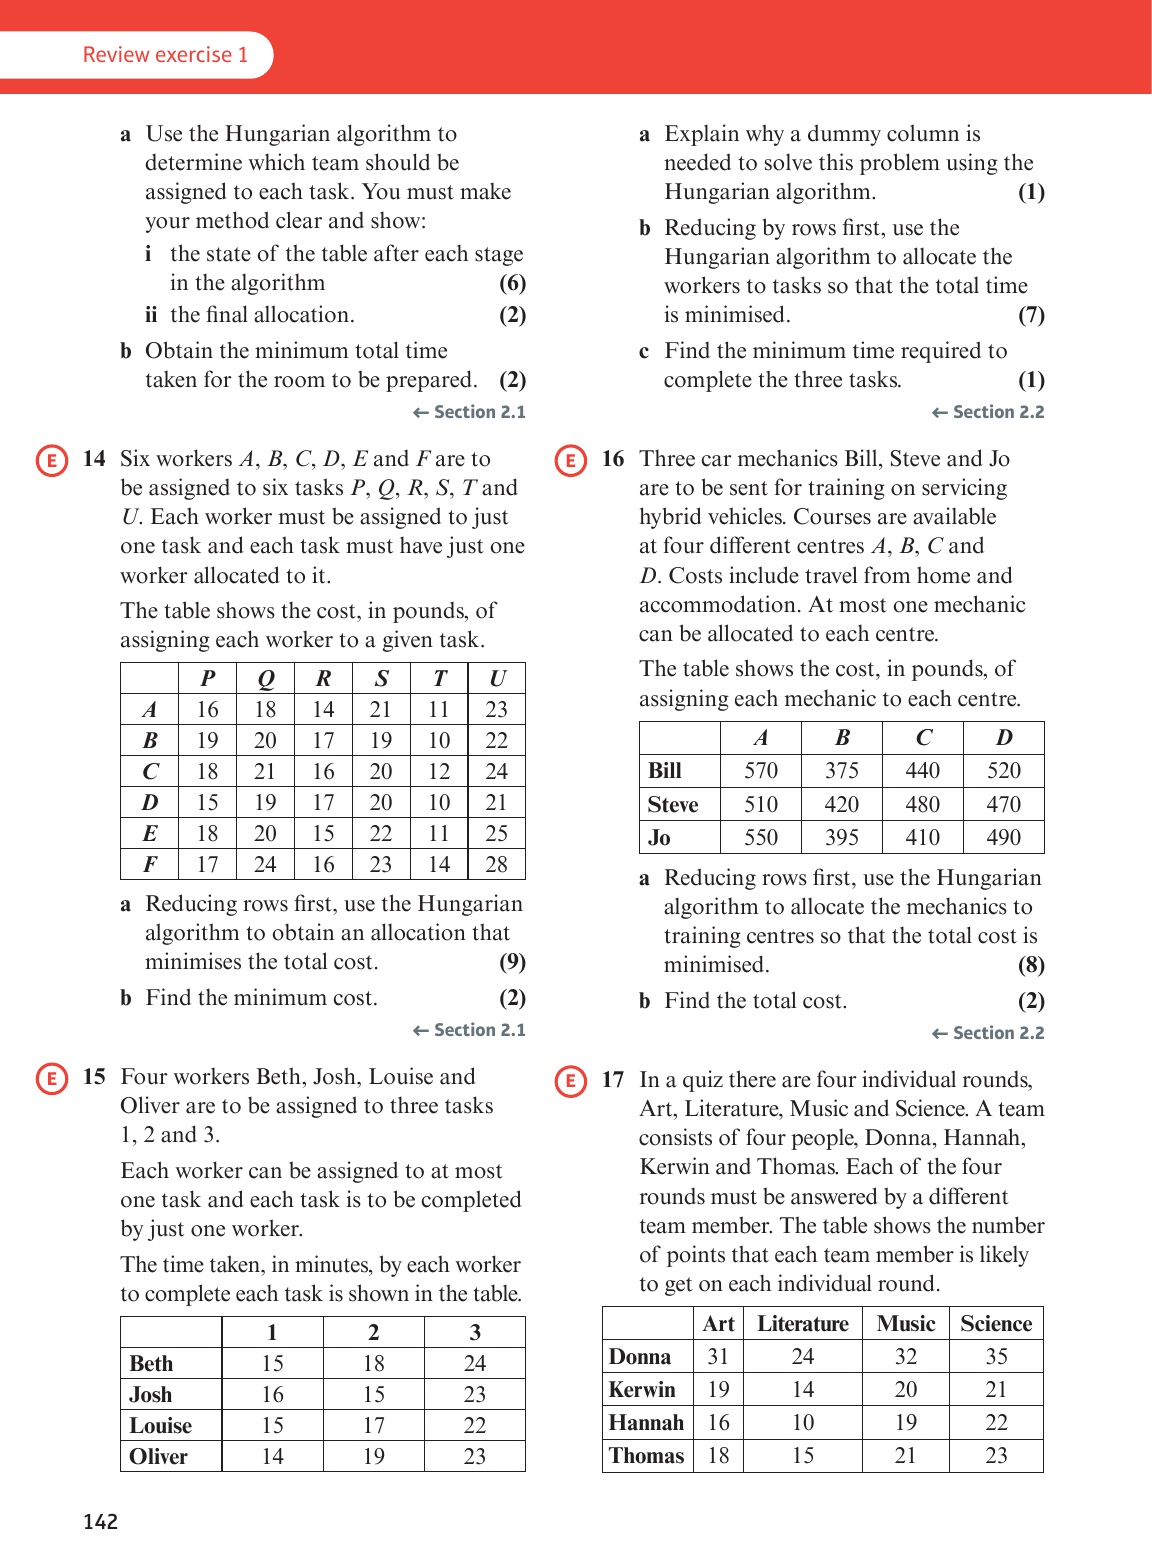 Review exercise 1
a Use the Hungarian algorithm to
determine which team should be
assigned to each task. You must make
your method clear and show:
i the state of the table after each stage
in the algorithm (6)
ii the final allocation. (2)
b Obtain the minimum total time
taken for the room to be prepared. (2)
← Section 2.1
E 14 Six workers A, B, C, D, E and F are to
be assigned to six tasks P, Q, R, S, T and
U. Each worker must be assigned to just
one task and each task must have just one
worker allocated to it.
The table shows the cost, in pounds, of
assigning each worker to a given task.
P Q R S T U
A 16 18 14 21 11 23
B 19 20 17 19 10 22
C 18 21 16 20 12 24
D 15 19 17 20 10 21
E 18 20 15 22 11 25
F 17 24 16 23 14 28
a Reducing rows first, use the Hungarian
algorithm to obtain an allocation that
minimises the total cost. (9)
b Find the minimum cost. (2)
← Section 2.1
E 15 Four workers Beth, Josh, Louise and
Oliver are to be assigned to three tasks
1, 2 and 3.
Each worker can be assigned to at most
one task and each task is to be completed
by just one worker.
The time taken, in minutes, by each worker
to complete each task is shown in the table.
1 2 3
Beth 15 18 24
Josh 16 15 23
Louise 15 17 22
Oliver 14 19 23
a Explain why a dummy column is
needed to solve this problem using the
Hungarian algorithm. (1)
b Reducing by rows first, use the
Hungarian algorithm to allocate the
workers to tasks so that the total time
is minimised. (7)
c Find the minimum time required to
complete the three tasks. (1)
← Section 2.2
E 16 Three car mechanics Bill, Steve and Jo
are to be sent for training on servicing
hybrid vehicles. Courses are available
at four different centres A, B, C and
D. Costs include travel from home and
accommodation. At most one mechanic
can be allocated to each centre.
The table shows the cost, in pounds, of
assigning each mechanic to each centre.
A B C D
Bill 570 375 440 520
Steve 510 420 480 470
Jo 550 395 410 490
a Reducing rows first, use the Hungarian
algorithm to allocate the mechanics to
training centres so that the total cost is
minimised. (8)
b Find the total cost. (2)
← Section 2.2
E 17 In a quiz there are four individual rounds,
Art, Literature, Music and Science. A team
consists of four people, Donna, Hannah,
Kerwin and Thomas. Each of the four
rounds must be answered by a different
team member. The table shows the number
of points that each team member is likely
to get on each individual round.
Art Literature Music Science
Donna 31 24 32 35
Kerwin 19 14 20 21
Hannah 16 10 19 22
Thomas 18 15 21 23
142